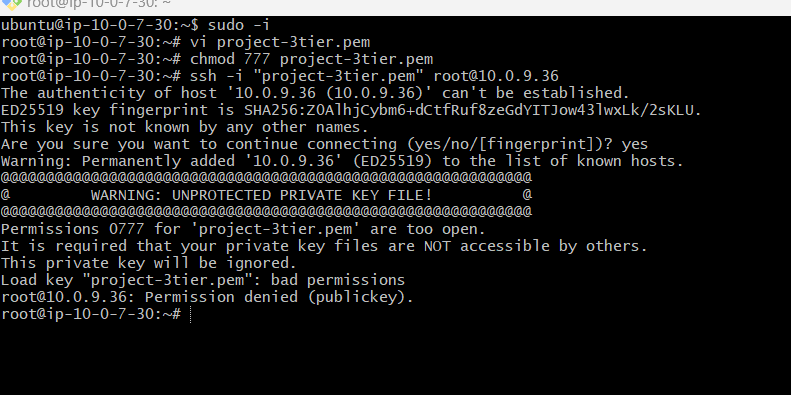 root@ip-10-0-7-30: ~
ubuntu@ip-10-0-7-30:~$ sudo -i
root@ip-10-0-7-30:~# vi project-3tier.pem
root@ip-10-0-7-30:~# chmod 777 project-3tier.pem
root@ip-10-0-7-30:~# ssh -i "project-3tier.pem" root@10.0.9.36
The authenticity of host '10.0.9.36 (10.0.9.36)' can't be established.
ED25519 key fingerprint is SHA256:Z0AlhjCybm6+dCtfRuf8zeGdYITJow43lwxLk/2sKLU.
This key is not known by any other names.
Are you sure you want to continue connecting (yes/no/[fingerprint])? yes
Warning: Permanently added '10.0.9.36' (ED25519) to the list of known hosts.
@@@@@@@@@@@@@@@@@@@@@@@@@@@@@@@@@@@@@@@@@@@@@@@@@@@@@@@@@@@
@         WARNING: UNPROTECTED PRIVATE KEY FILE!          @
@@@@@@@@@@@@@@@@@@@@@@@@@@@@@@@@@@@@@@@@@@@@@@@@@@@@@@@@@@@
Permissions 0777 for 'project-3tier.pem' are too open.
It is required that your private key files are NOT accessible by others.
This private key will be ignored.
Load key "project-3tier.pem": bad permissions
root@10.0.9.36: Permission denied (publickey).
root@ip-10-0-7-30:~#